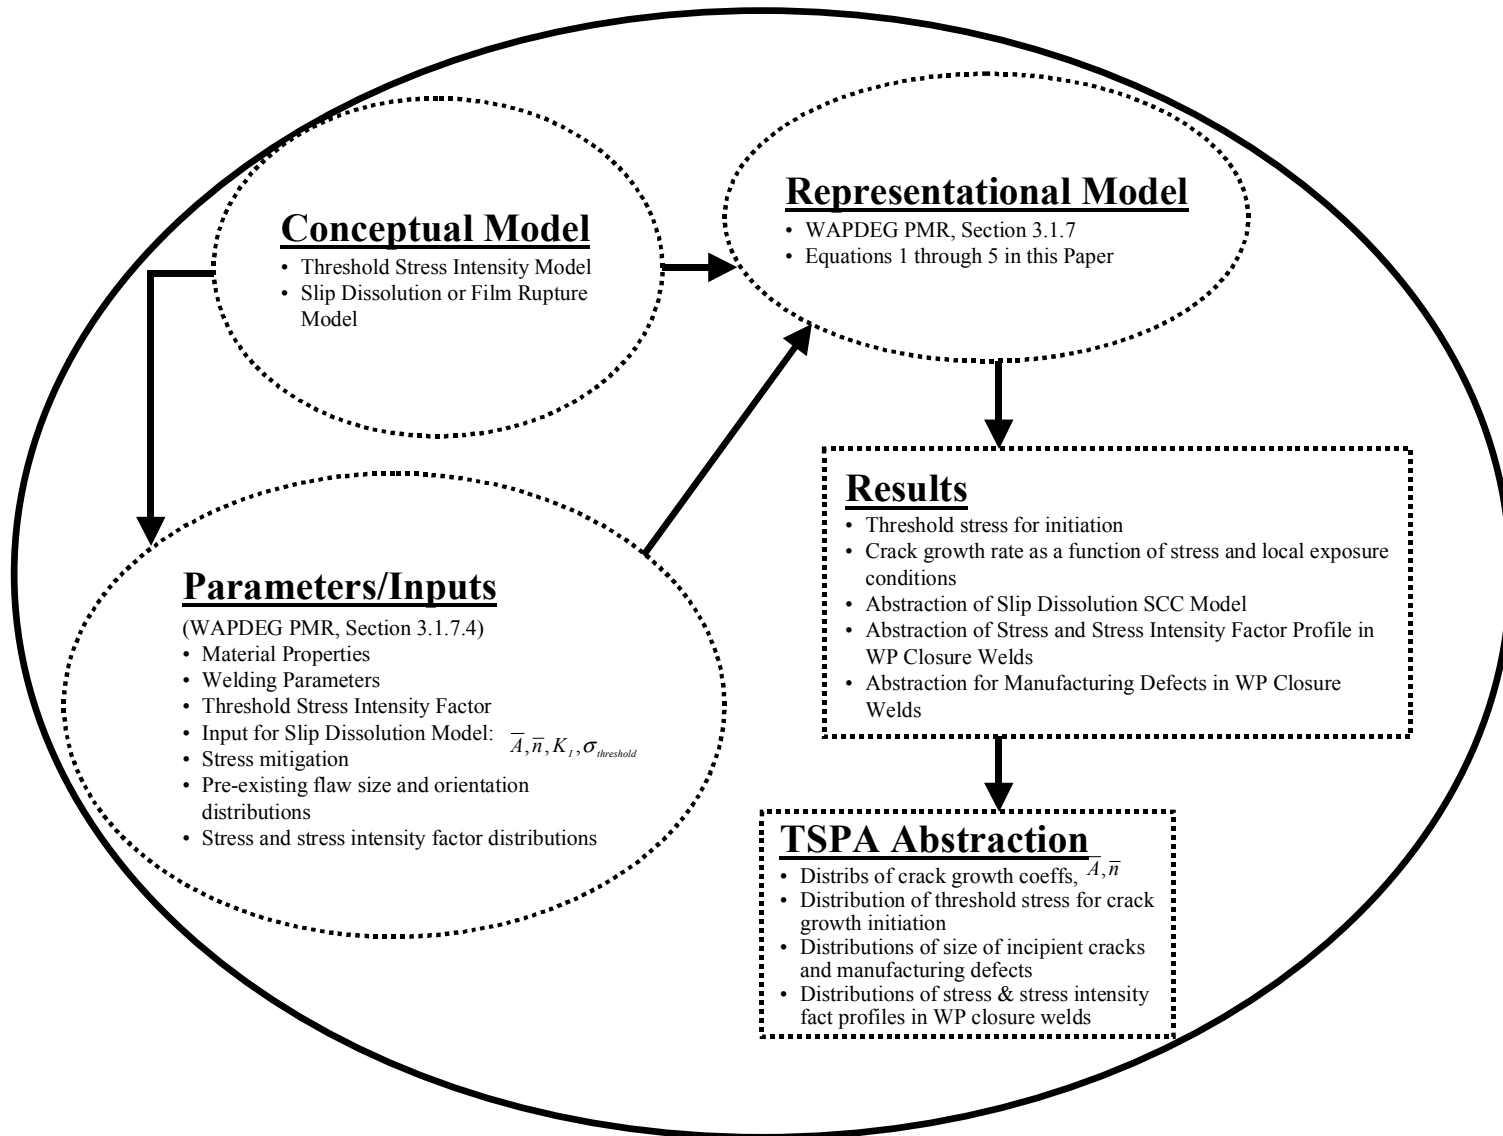 Conceptual Model
• Threshold Stress Intensity Model
• Slip Dissolution or Film Rupture
Model
Representational Model
• WAPDEG PMR, Section 3.1.7
• Equations 1 through 5 in this Paper
Parameters/Inputs
(WAPDEG PMR, Section 3.1.7.4)
• Material Properties
• Welding Parameters
• Threshold Stress Intensity Factor
• Input for Slip Dissolution Model: A̅, n̅, K_I, σ_threshold
• Stress mitigation
• Pre-existing flaw size and orientation
distributions
• Stress and stress intensity factor distributions
Results
• Threshold stress for initiation
• Crack growth rate as a function of stress and local exposure
conditions
• Abstraction of Slip Dissolution SCC Model
• Abstraction of Stress and Stress Intensity Factor Profile in
WP Closure Welds
• Abstraction for Manufacturing Defects in WP Closure
Welds
TSPA Abstraction
• Distribs of crack growth coeffs, A̅, n̅
• Distribution of threshold stress for crack
growth initiation
• Distributions of size of incipient cracks
and manufacturing defects
• Distributions of stress & stress intensity
fact profiles in WP closure welds